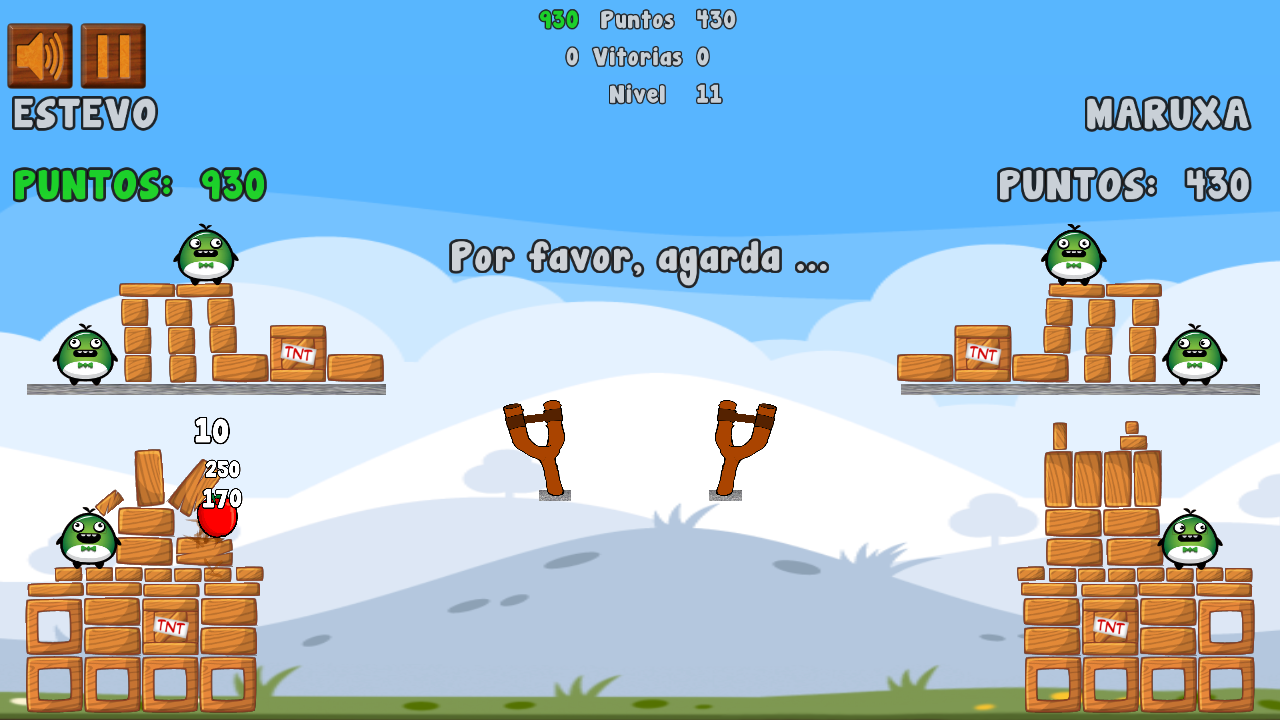 930 Puntos 430
0 Vitorias 0
Nivel 11
ESTEVO
MARUXA
PUNTOS: 930
PUNTOS: 430
Por favor, agarda ...
TNT
TNT
10
250
170
TNT
TNT